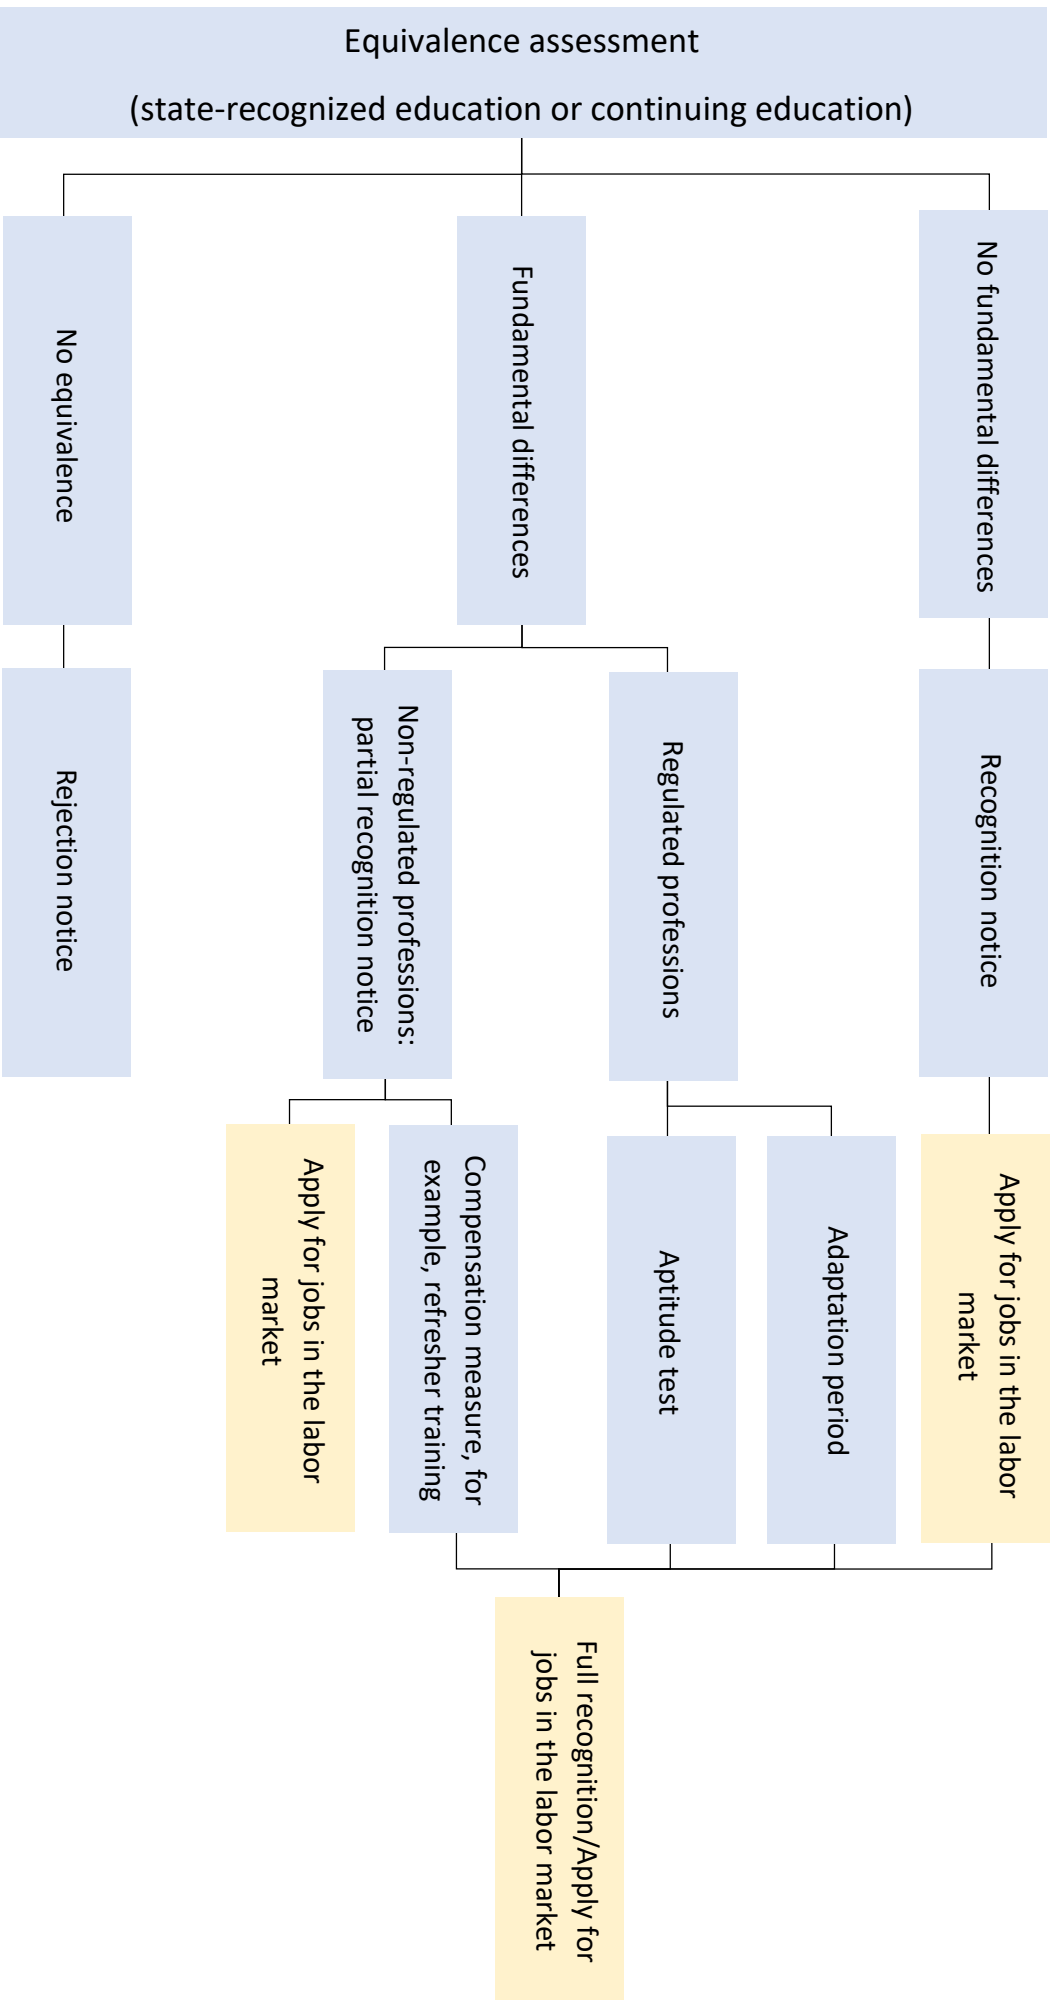 Equivalence assessment
(state-recognized education or continuing education)
No equivalence
Fundamental differences
No fundamental differences
Rejection notice
Non-regulated professions:
partial recognition notice
Regulated professions
Recognition notice
Apply for jobs in the labor
market
Compensation measure, for
example, refresher training
Aptitude test
Adaptation period
Apply for jobs in the labor
market
Full recognition/Apply for
jobs in the labor market